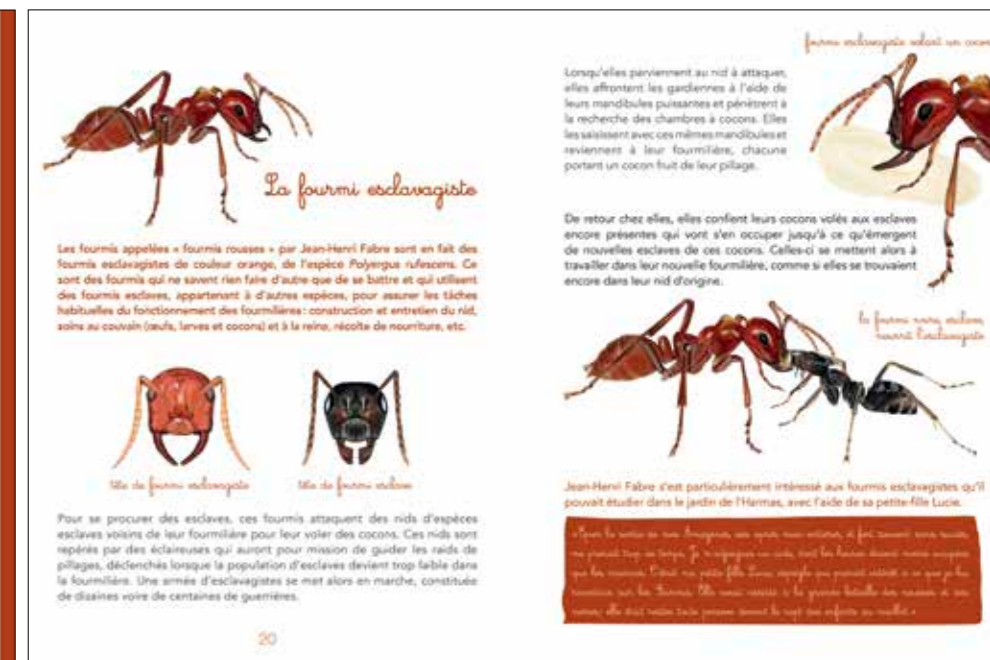 La fourmi esclavagiste
Les fourmis appelées « fourmis rousses » par Jean-Henri Fabre sont en fait des
fourmis esclavagistes de couleur orange, de l'espèce Polyergus rufescens. Ce
sont des fourmis qui ne savent rien faire d'autre que de se battre et qui utilisent
des fourmis esclaves, appartenant à d'autres espèces, pour assurer les tâches
habituelles du fonctionnement des fourmilières : construction et entretien du nid,
soins au couvain (œufs, larves et cocons) et à la reine, récolte de nourriture, etc.
tête de fourmi esclavagiste
tête de fourmi esclave
Pour se procurer des esclaves, ces fourmis attaquent des nids d'espèces
esclaves voisins de leur fourmilière pour leur voler des cocons. Ces nids sont
repérés par des éclaireuses qui auront pour mission de guider les raids de
pillages, déclenchés lorsque la population d'esclaves devient trop faible dans
la fourmilière. Une armée d'esclavagistes se met alors en marche, constituée
de dizaines voire de centaines de guerrières.
20
fourmi esclavagiste volant un cocon
Lorsqu'elles parviennent au nid à attaquer,
elles affrontent les gardiennes à l'aide de
leurs mandibules puissantes et pénètrent à
la recherche des chambres à cocons. Elles
les saisissent avec ces mêmes mandibules et
reviennent à leur fourmilière, chacune
portant un cocon fruit de leur pillage.
De retour chez elles, elles confient leurs cocons volés aux esclaves
encore présentes qui vont s'en occuper jusqu'à ce qu'émergent
de nouvelles esclaves de ces cocons. Celles-ci se mettent alors à
travailler dans leur nouvelle fourmilière, comme si elles se trouvaient
encore dans leur nid d'origine.
la fourmi noire, esclave,
nourrit l'esclavagiste
Jean-Henri Fabre s'est particulièrement intéressé aux fourmis esclavagistes qu'il
pouvait étudier dans le jardin de l'Harmas, avec l'aide de sa petite-fille Lucie.